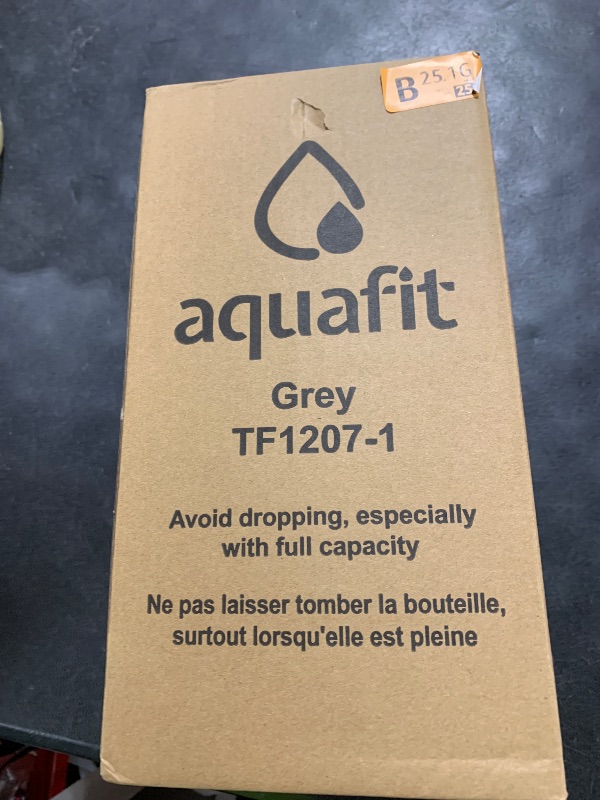 B 25.1G
25
aquafit
Grey
TF1207-1
Avoid dropping, especially
with full capacity
Ne pas laisser tomber la bouteille,
surtout lorsqu'elle est pleine